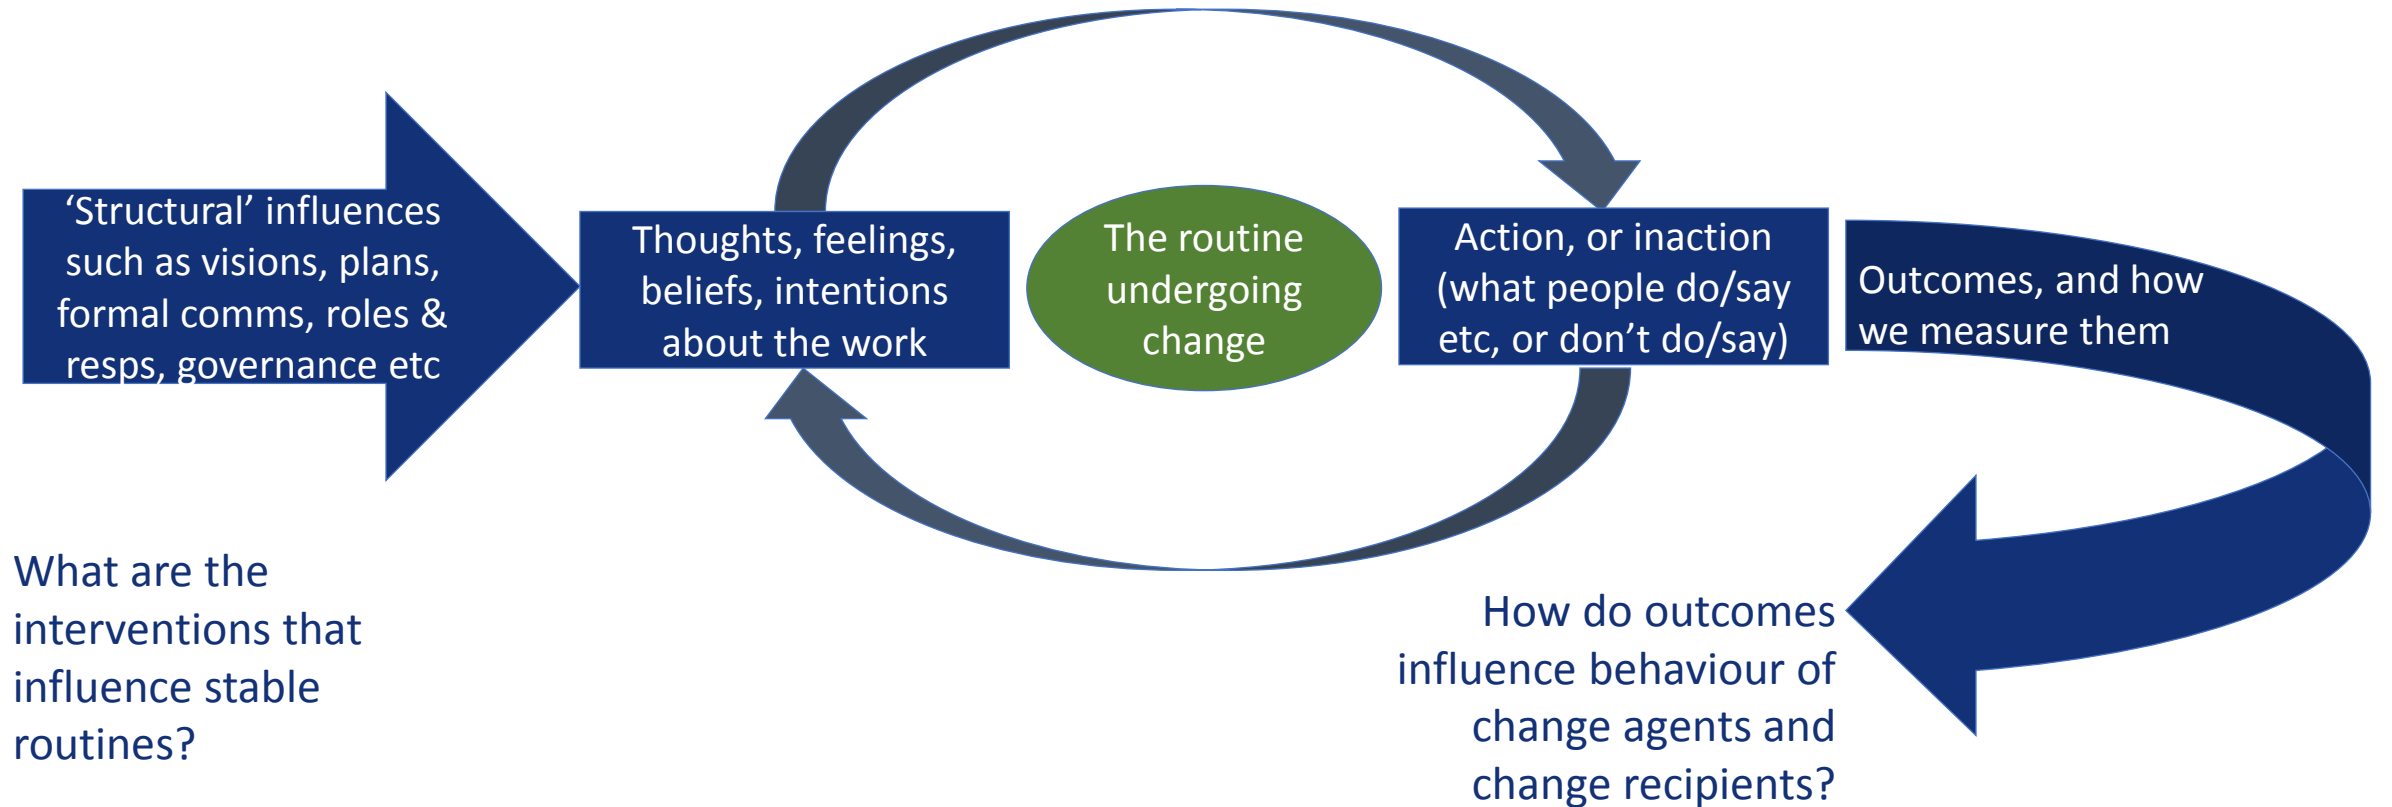 ‘Structural’ influences
such as visions, plans,
formal comms, roles &
resps, governance etc
Thoughts, feelings,
beliefs, intentions
about the work
The routine
undergoing
change
Action, or inaction
(what people do/say
etc, or don’t do/say)
Outcomes, and how
we measure them
What are the
interventions that
influence stable
routines?
How do outcomes
influence behaviour of
change agents and
change recipients?